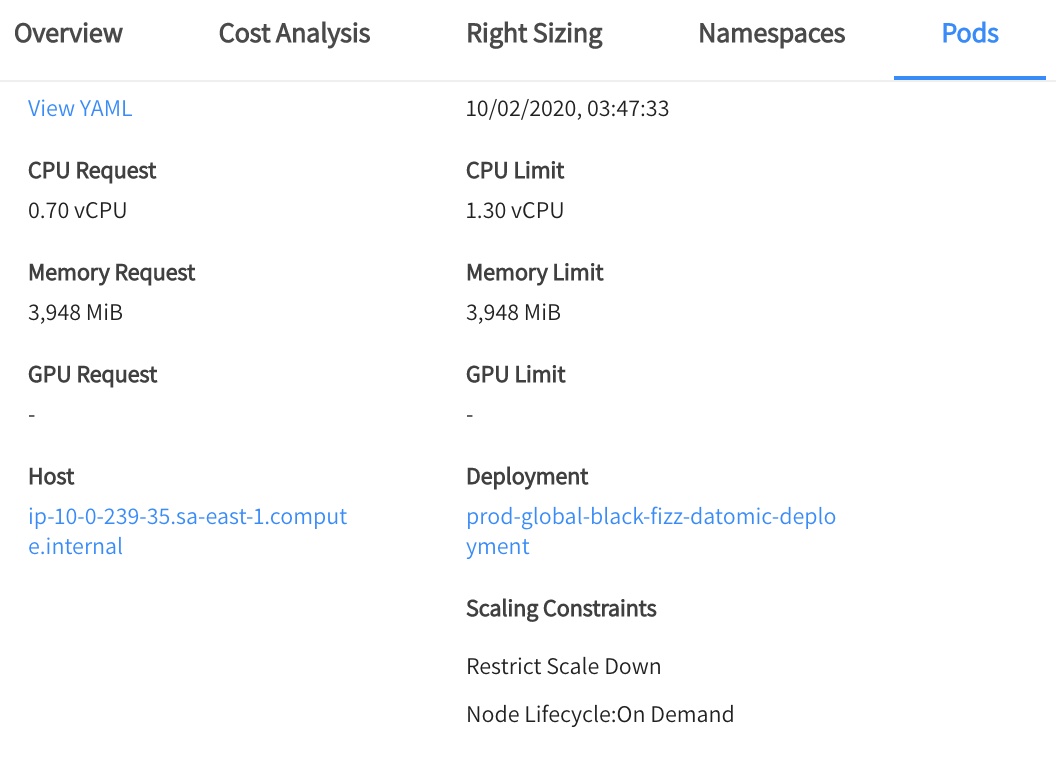 Overview Cost Analysis Right Sizing Namespaces Pods
View YAML 10/02/2020, 03:47:33
CPU Request CPU Limit
0.70 vCPU 1.30 vCPU
Memory Request Memory Limit
3,948 MiB 3,948 MiB
GPU Request GPU Limit
- -
Host Deployment
ip-10-0-239-35.sa-east-1.comput prod-global-black-fizz-datomic-deplo
e.internal yment
Scaling Constraints
Restrict Scale Down
Node Lifecycle:On Demand